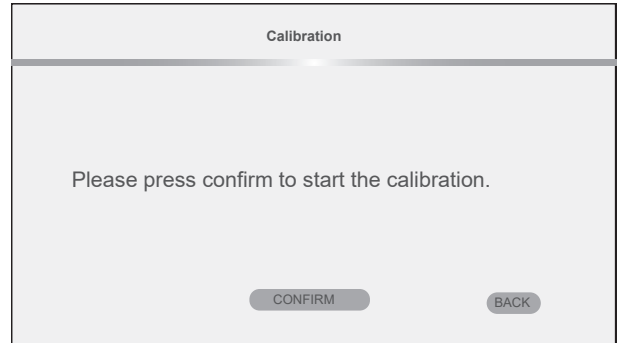 Calibration
Please press confirm to start the calibration.
CONFIRM
BACK